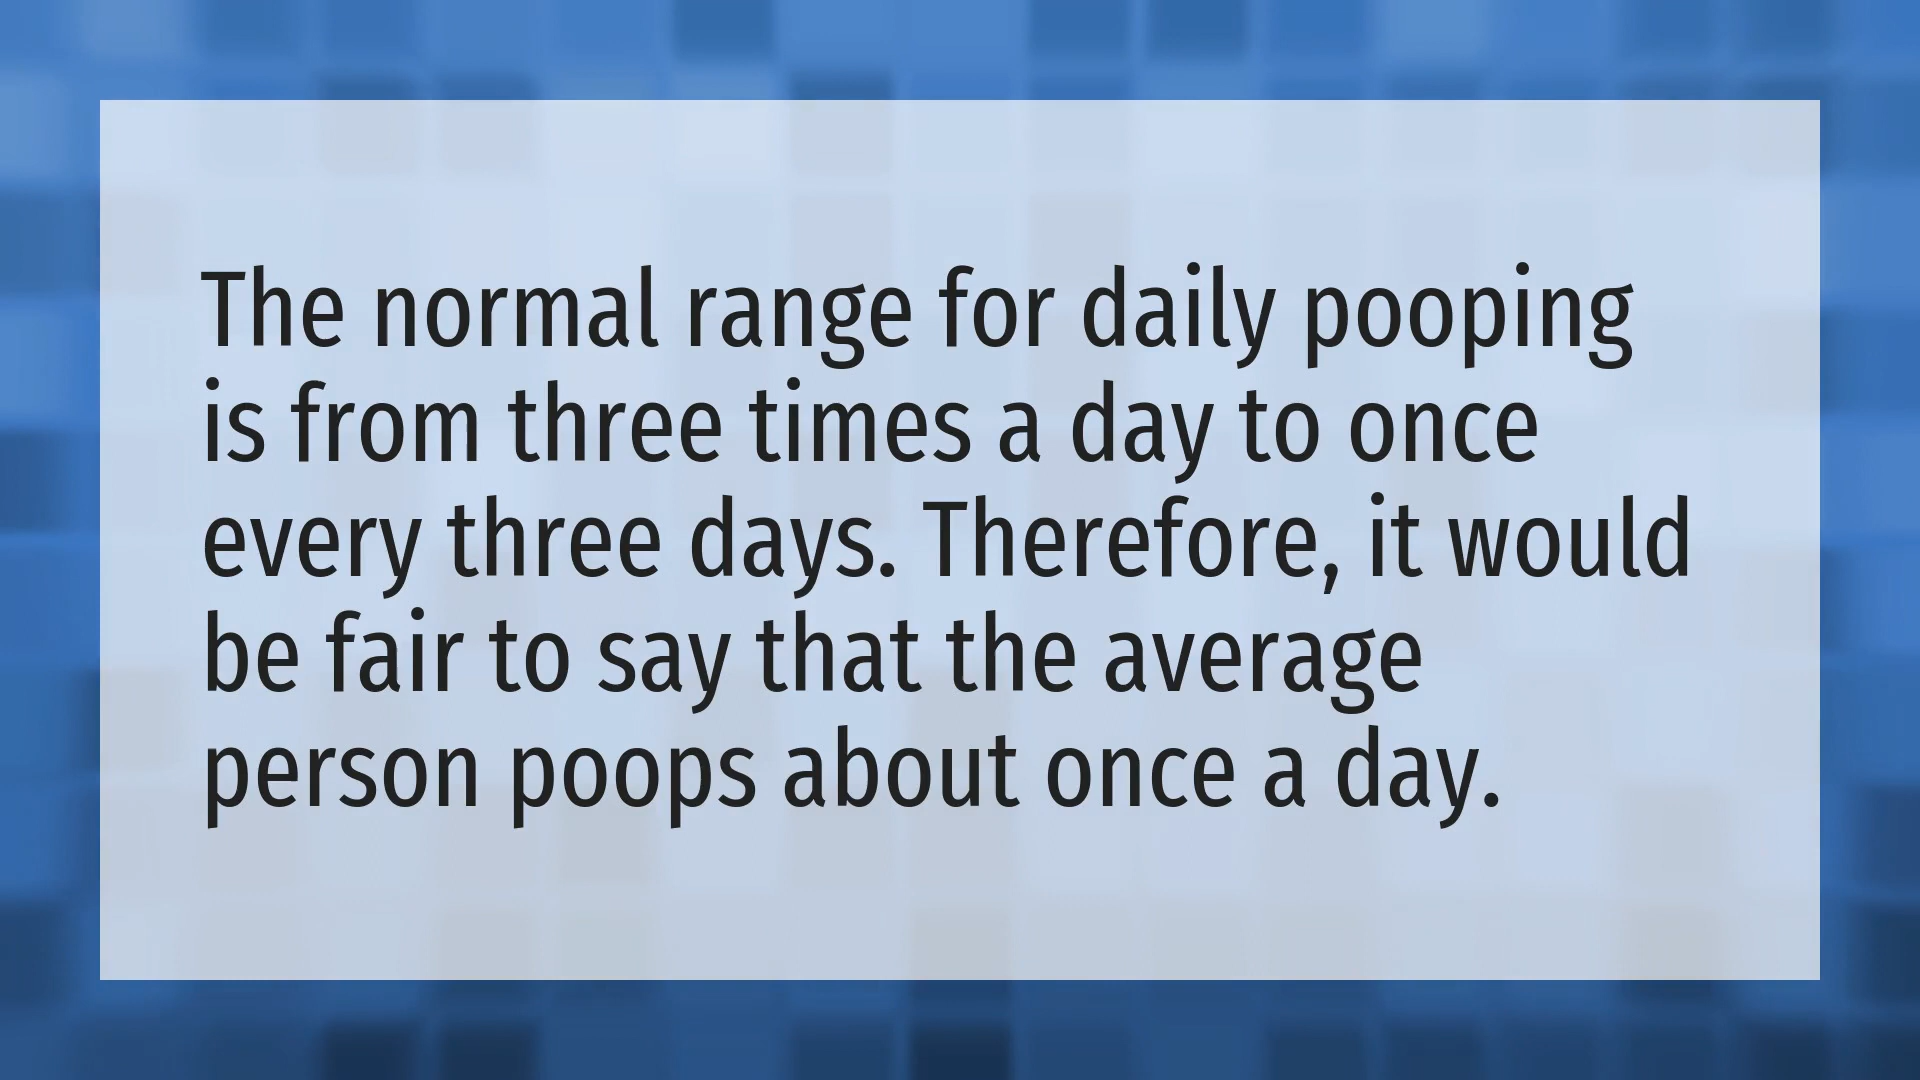 The normal range for daily pooping
is from three times a day to once
every three days. Therefore, it would
be fair to say that the average
person poops about once a day.